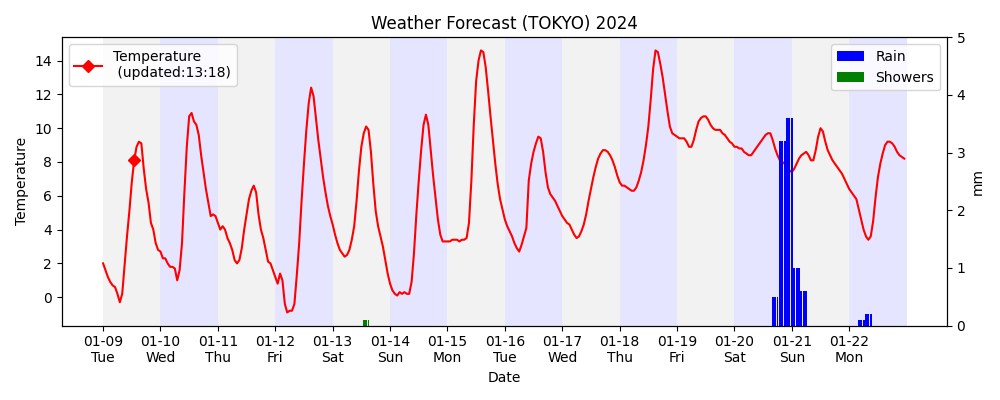 Weather Forecast (TOKYO) 2024
Temperature
(updated:13:18)
Rain
Showers
Temperature
14
12
10
8
6
4
2
0
5
4
3
2
1
0
mm
01-09 01-10 01-11 01-12 01-13 01-14 01-15 01-16 01-17 01-18 01-19 01-20 01-21 01-22
Tue Wed Thu Fri Sat Sun Mon Tue Wed Thu Fri Sat Sun Mon
Date